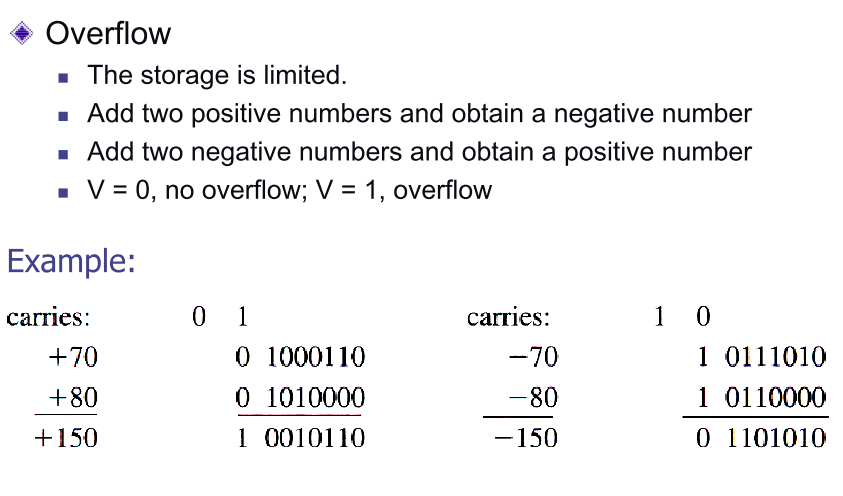 Overflow
The storage is limited.
Add two positive numbers and obtain a negative number
Add two negative numbers and obtain a positive number
V = 0, no overflow; V = 1, overflow
Example:
carries: 0 1 carries: 1 0
+70 0 1000110 −70 1 0111010
+80 0 1010000 −80 1 0110000
+150 1 0010110 −150 0 1101010